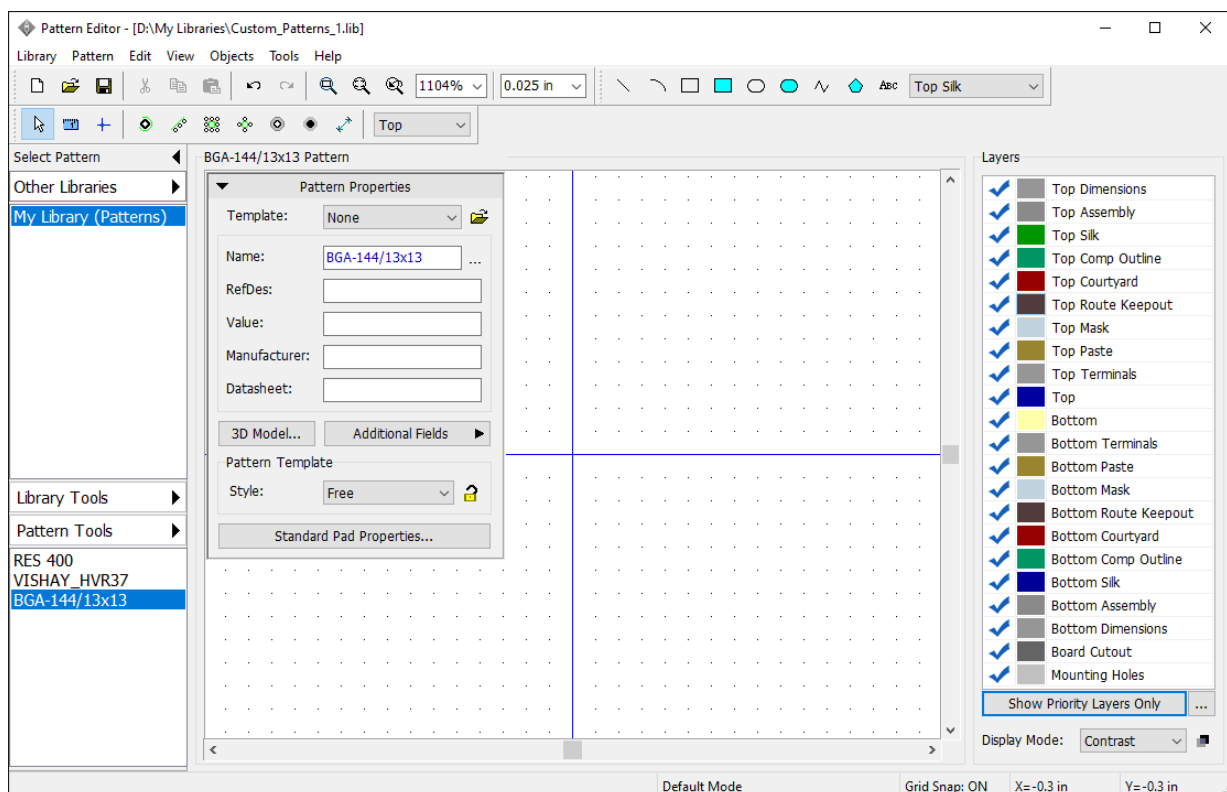 Pattern Editor - [D:\My Libraries\Custom_Patterns_1.lib]
Library Pattern Edit View Objects Tools Help
1104% 0.025 in ABC Top Silk
Top
Select Pattern
Other Libraries
My Library (Patterns)
Library Tools
Pattern Tools
RES 400
VISHAY_HVR37
BGA-144/13x13
BGA-144/13x13 Pattern
Pattern Properties
Template: None
Name: BGA-144/13x13 ...
RefDes:
Value:
Manufacturer:
Datasheet:
3D Model... Additional Fields
Pattern Template
Style: Free
Standard Pad Properties...
Layers
Top Dimensions
Top Assembly
Top Silk
Top Comp Outline
Top Courtyard
Top Route Keepout
Top Mask
Top Paste
Top Terminals
Top
Bottom
Bottom Terminals
Bottom Paste
Bottom Mask
Bottom Route Keepout
Bottom Courtyard
Bottom Comp Outline
Bottom Silk
Bottom Assembly
Bottom Dimensions
Board Cutout
Mounting Holes
Show Priority Layers Only ...
Display Mode: Contrast
Default Mode Grid Snap: ON X=-0.3 in Y=-0.3 in